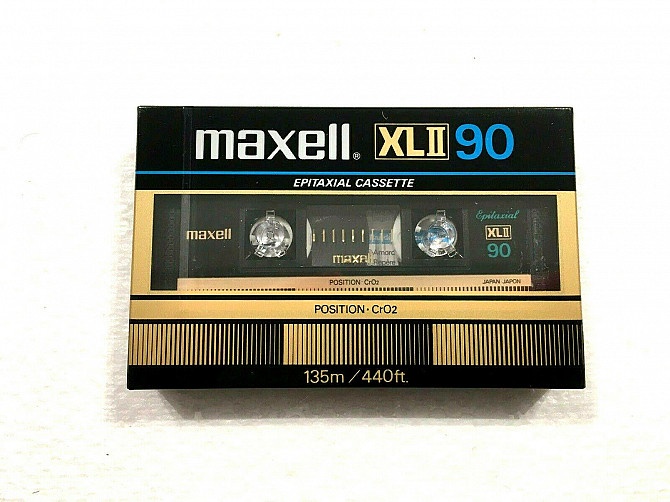 maxell® XLII 90
EPITAXIAL CASSETTE
maxell
maxell
Epitaxial
XLII
90
POSITION · CrO2
JAPAN·JAPON
POSITION · CrO2
135m / 440ft.